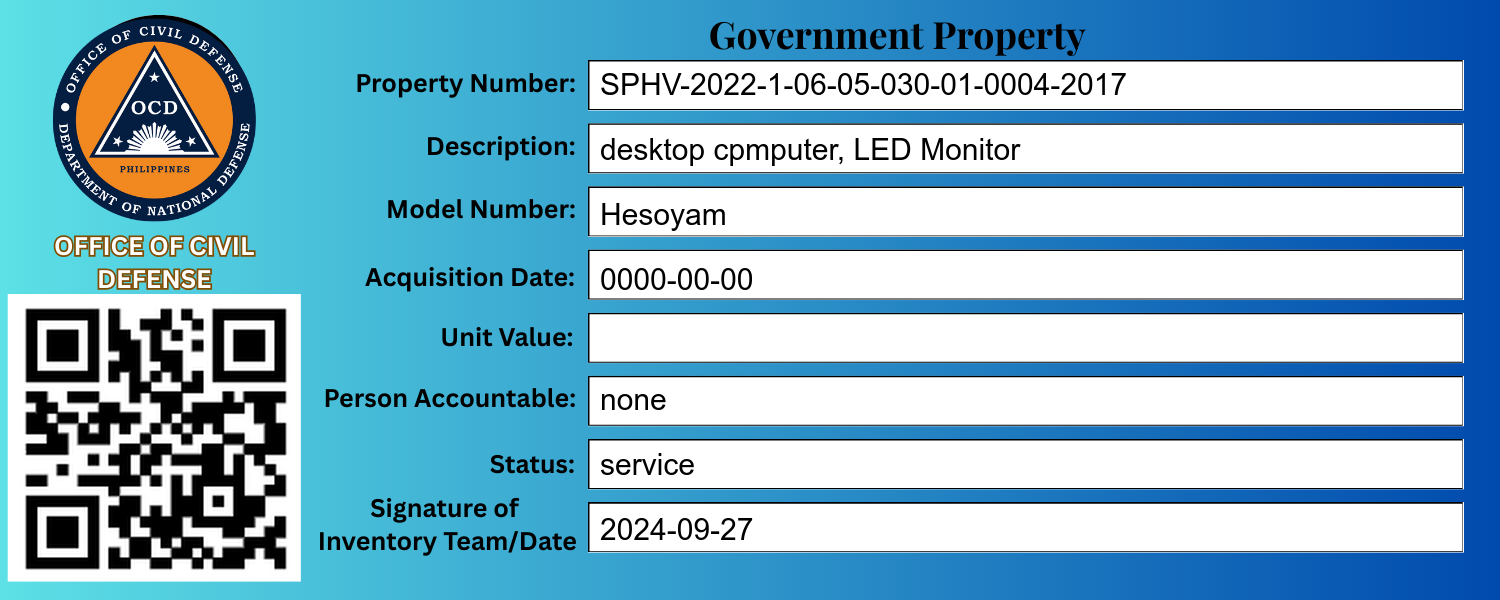 OFFICE OF CIVIL DEFENSE
OCD
PHILIPPINES
DEPARTMENT OF NATIONAL DEFENSE
OFFICE OF CIVIL
DEFENSE
Government Property
Property Number: SPHV-2022-1-06-05-030-01-0004-2017
Description: desktop cpmputer, LED Monitor
Model Number: Hesoyam
Acquisition Date: 0000-00-00
Unit Value:
Person Accountable: none
Status: service
Signature of
Inventory Team/Date 2024-09-27